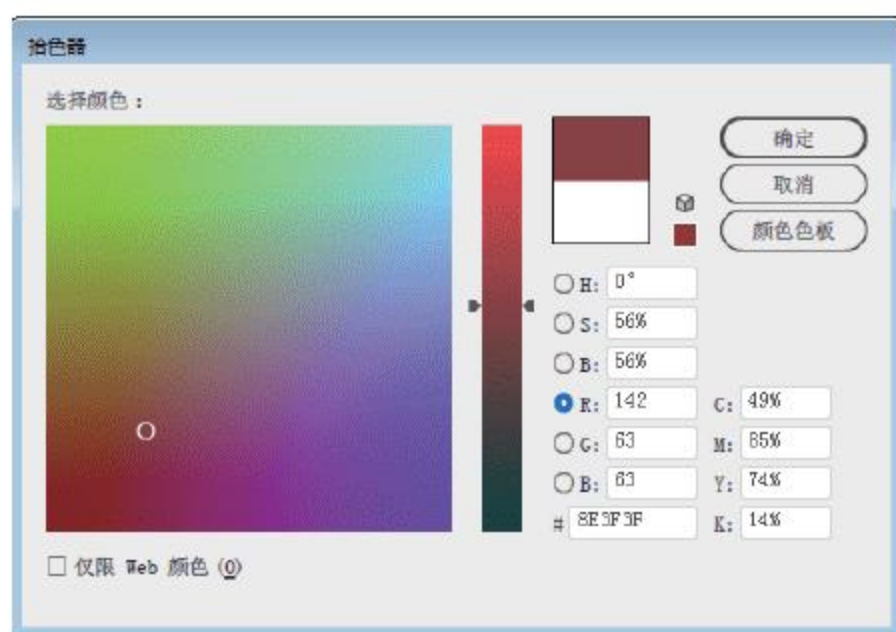 拾色器
选择颜色：
确定
取消
颜色色板
H: 0°
S: 56%
B: 56%
R: 142
C: 49%
G: 63
M: 85%
B: 63
Y: 74%
# 8E3F3F
K: 14%
仅限 Web 颜色 (O)